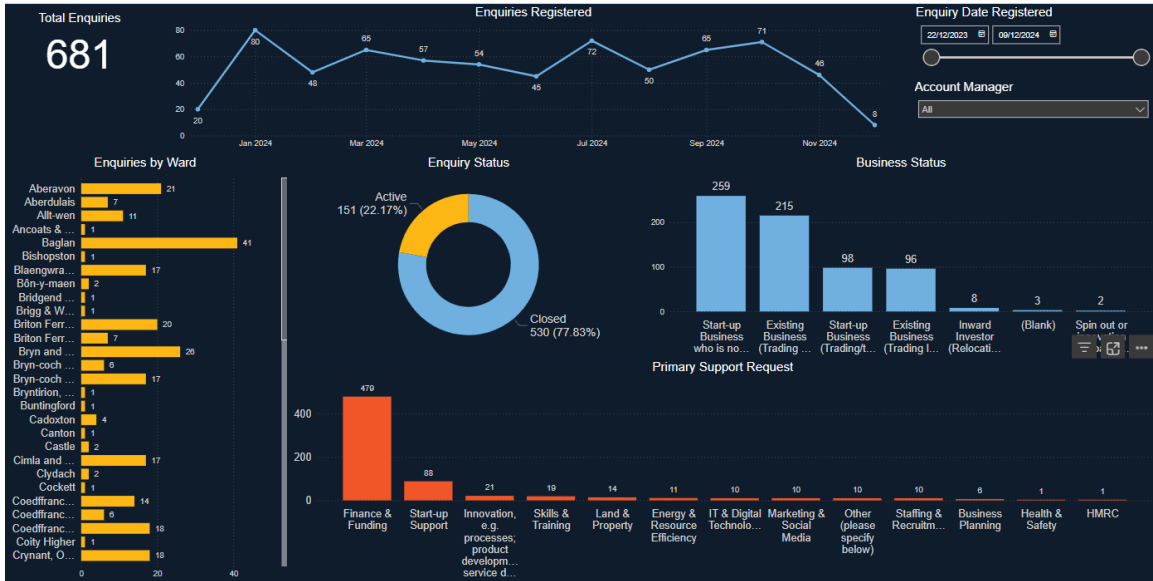 Total Enquiries
681
Enquiries Registered
80
60
40
20
0
20
80
48
65
57
54
45
72
50
65
71
46
8
Jan 2024
Mar 2024
May 2024
Jul 2024
Sep 2024
Nov 2024
Enquiry Date Registered
22/12/2023
09/12/2024
Account Manager
All
Enquiries by Ward
Aberavon 21
Aberdulais 7
Allt-wen 11
Ancoats & ... 1
Baglan 41
Bishopston 1
Blaengwra... 17
Bôn-y-maen 2
Bridgend ... 1
Brigg & W... 1
Briton Ferr... 20
Briton Ferr... 7
Bryn and ... 26
Bryn-coch ... 6
Bryn-coch ... 17
Bryntirion, ... 1
Buntingford 1
Cadoxton 4
Canton 1
Castle 2
Cimla and ... 17
Clydach 2
Cockett 1
Coedffranc... 14
Coedffranc... 6
Coedffranc... 18
Coity Higher 1
Crynant, O... 18
0 20 40
Enquiry Status
Active
151 (22.17%)
Closed
530 (77.83%)
Business Status
200
100
0
259
215
98
96
8
3
2
Start-up
Business
who is no...
Existing
Business
(Trading ...
Start-up
Business
(Trading/t...
Existing
Business
(Trading l...
Inward
Investor
(Relocati...
(Blank)
Spin out or
Primary Support Request
400
200
0
479
88
21
19
14
11
10
10
10
10
6
1
1
Finance &
Funding
Start-up
Support
Innovation,
e.g.
processes;
product
developm...
service d...
Skills &
Training
Land &
Property
Energy &
Resource
Efficiency
IT & Digital
Technolo...
Marketing &
Social
Media
Other
(please
specify
below)
Staffing &
Recruitm...
Business
Planning
Health &
Safety
HMRC